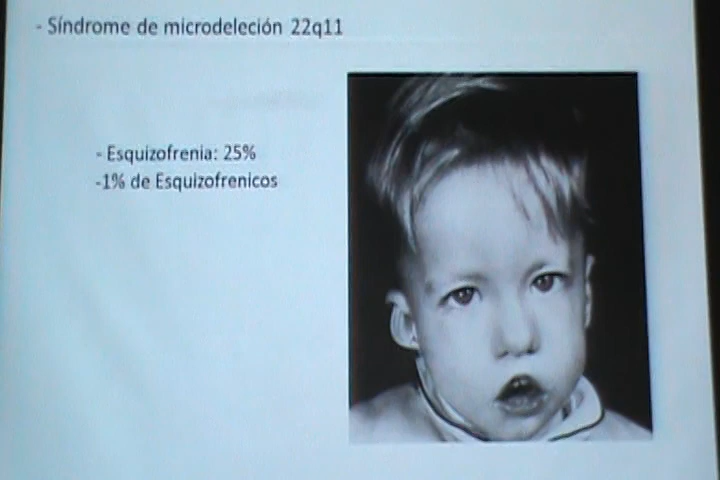 - Síndrome de microdeleción 22q11
- Esquizofrenia: 25%
-1% de Esquizofrenicos